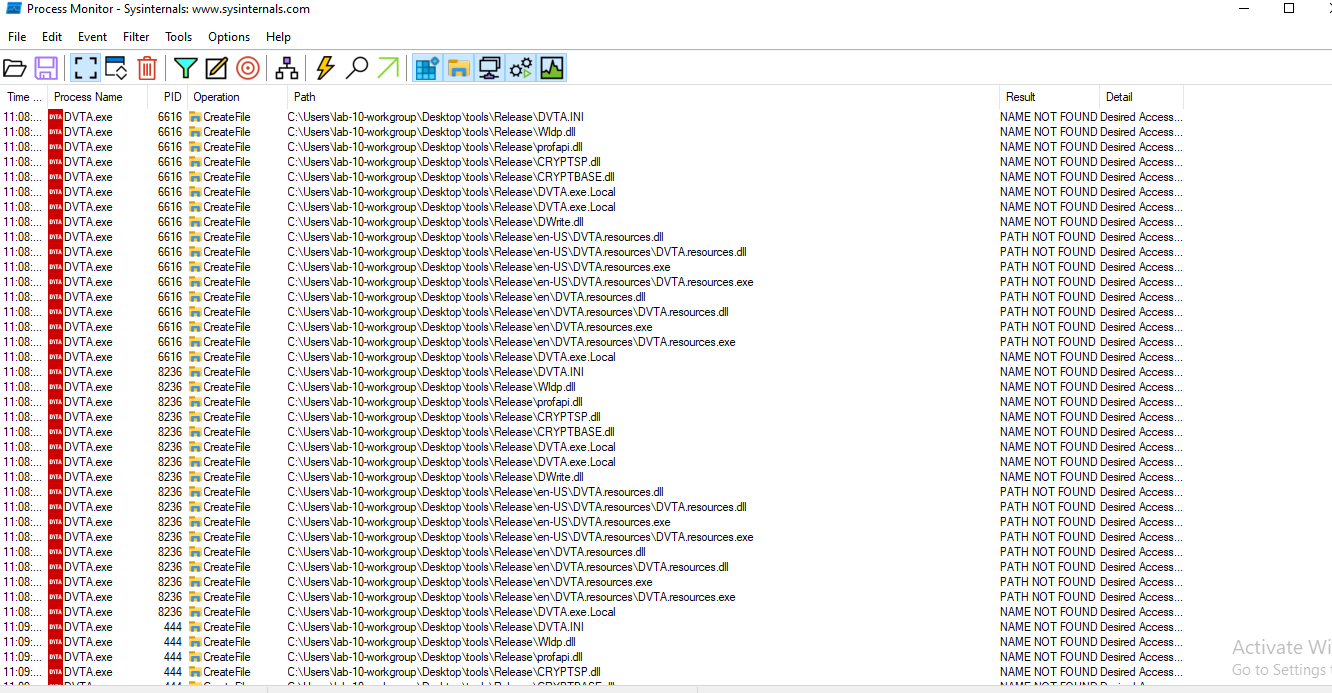 Process Monitor - Sysinternals: www.sysinternals.com
File Edit Event Filter Tools Options Help
Time ... Process Name PID Operation Path Result Detail
11:08:... DVTA.exe 6616 CreateFile C:\Users\lab-10-workgroup\Desktop\tools\Release\DVTA.INI NAME NOT FOUND Desired Access...
11:08:... DVTA.exe 6616 CreateFile C:\Users\lab-10-workgroup\Desktop\tools\Release\Wldp.dll NAME NOT FOUND Desired Access...
11:08:... DVTA.exe 6616 CreateFile C:\Users\lab-10-workgroup\Desktop\tools\Release\profapi.dll NAME NOT FOUND Desired Access...
11:08:... DVTA.exe 6616 CreateFile C:\Users\lab-10-workgroup\Desktop\tools\Release\CRYPTSP.dll NAME NOT FOUND Desired Access...
11:08:... DVTA.exe 6616 CreateFile C:\Users\lab-10-workgroup\Desktop\tools\Release\CRYPTBASE.dll NAME NOT FOUND Desired Access...
11:08:... DVTA.exe 6616 CreateFile C:\Users\lab-10-workgroup\Desktop\tools\Release\DVTA.exe.Local NAME NOT FOUND Desired Access...
11:08:... DVTA.exe 6616 CreateFile C:\Users\lab-10-workgroup\Desktop\tools\Release\DVTA.exe.Local NAME NOT FOUND Desired Access...
11:08:... DVTA.exe 6616 CreateFile C:\Users\lab-10-workgroup\Desktop\tools\Release\DWrite.dll NAME NOT FOUND Desired Access...
11:08:... DVTA.exe 6616 CreateFile C:\Users\lab-10-workgroup\Desktop\tools\Release\en-US\DVTA.resources.dll PATH NOT FOUND Desired Access...
11:08:... DVTA.exe 6616 CreateFile C:\Users\lab-10-workgroup\Desktop\tools\Release\en-US\DVTA.resources\DVTA.resources.dll PATH NOT FOUND Desired Access...
11:08:... DVTA.exe 6616 CreateFile C:\Users\lab-10-workgroup\Desktop\tools\Release\en-US\DVTA.resources.exe PATH NOT FOUND Desired Access...
11:08:... DVTA.exe 6616 CreateFile C:\Users\lab-10-workgroup\Desktop\tools\Release\en-US\DVTA.resources\DVTA.resources.exe PATH NOT FOUND Desired Access...
11:08:... DVTA.exe 6616 CreateFile C:\Users\lab-10-workgroup\Desktop\tools\Release\en\DVTA.resources.dll PATH NOT FOUND Desired Access...
11:08:... DVTA.exe 6616 CreateFile C:\Users\lab-10-workgroup\Desktop\tools\Release\en\DVTA.resources\DVTA.resources.dll PATH NOT FOUND Desired Access...
11:08:... DVTA.exe 6616 CreateFile C:\Users\lab-10-workgroup\Desktop\tools\Release\en\DVTA.resources.exe PATH NOT FOUND Desired Access...
11:08:... DVTA.exe 6616 CreateFile C:\Users\lab-10-workgroup\Desktop\tools\Release\en\DVTA.resources\DVTA.resources.exe PATH NOT FOUND Desired Access...
11:08:... DVTA.exe 6616 CreateFile C:\Users\lab-10-workgroup\Desktop\tools\Release\DVTA.exe.Local NAME NOT FOUND Desired Access...
11:08:... DVTA.exe 8236 CreateFile C:\Users\lab-10-workgroup\Desktop\tools\Release\DVTA.INI NAME NOT FOUND Desired Access...
11:08:... DVTA.exe 8236 CreateFile C:\Users\lab-10-workgroup\Desktop\tools\Release\Wldp.dll NAME NOT FOUND Desired Access...
11:08:... DVTA.exe 8236 CreateFile C:\Users\lab-10-workgroup\Desktop\tools\Release\profapi.dll NAME NOT FOUND Desired Access...
11:08:... DVTA.exe 8236 CreateFile C:\Users\lab-10-workgroup\Desktop\tools\Release\CRYPTSP.dll NAME NOT FOUND Desired Access...
11:08:... DVTA.exe 8236 CreateFile C:\Users\lab-10-workgroup\Desktop\tools\Release\CRYPTBASE.dll NAME NOT FOUND Desired Access...
11:08:... DVTA.exe 8236 CreateFile C:\Users\lab-10-workgroup\Desktop\tools\Release\DVTA.exe.Local NAME NOT FOUND Desired Access...
11:08:... DVTA.exe 8236 CreateFile C:\Users\lab-10-workgroup\Desktop\tools\Release\DVTA.exe.Local NAME NOT FOUND Desired Access...
11:08:... DVTA.exe 8236 CreateFile C:\Users\lab-10-workgroup\Desktop\tools\Release\DWrite.dll NAME NOT FOUND Desired Access...
11:08:... DVTA.exe 8236 CreateFile C:\Users\lab-10-workgroup\Desktop\tools\Release\en-US\DVTA.resources.dll PATH NOT FOUND Desired Access...
11:08:... DVTA.exe 8236 CreateFile C:\Users\lab-10-workgroup\Desktop\tools\Release\en-US\DVTA.resources\DVTA.resources.dll PATH NOT FOUND Desired Access...
11:08:... DVTA.exe 8236 CreateFile C:\Users\lab-10-workgroup\Desktop\tools\Release\en-US\DVTA.resources.exe PATH NOT FOUND Desired Access...
11:08:... DVTA.exe 8236 CreateFile C:\Users\lab-10-workgroup\Desktop\tools\Release\en-US\DVTA.resources\DVTA.resources.exe PATH NOT FOUND Desired Access...
11:08:... DVTA.exe 8236 CreateFile C:\Users\lab-10-workgroup\Desktop\tools\Release\en\DVTA.resources.dll PATH NOT FOUND Desired Access...
11:08:... DVTA.exe 8236 CreateFile C:\Users\lab-10-workgroup\Desktop\tools\Release\en\DVTA.resources\DVTA.resources.dll PATH NOT FOUND Desired Access...
11:08:... DVTA.exe 8236 CreateFile C:\Users\lab-10-workgroup\Desktop\tools\Release\en\DVTA.resources.exe PATH NOT FOUND Desired Access...
11:08:... DVTA.exe 8236 CreateFile C:\Users\lab-10-workgroup\Desktop\tools\Release\en\DVTA.resources\DVTA.resources.exe PATH NOT FOUND Desired Access...
11:08:... DVTA.exe 8236 CreateFile C:\Users\lab-10-workgroup\Desktop\tools\Release\DVTA.exe.Local NAME NOT FOUND Desired Access...
11:09:... DVTA.exe 444 CreateFile C:\Users\lab-10-workgroup\Desktop\tools\Release\DVTA.INI NAME NOT FOUND Desired Access...
11:09:... DVTA.exe 444 CreateFile C:\Users\lab-10-workgroup\Desktop\tools\Release\Wldp.dll NAME NOT FOUND Desired Access...
11:09:... DVTA.exe 444 CreateFile C:\Users\lab-10-workgroup\Desktop\tools\Release\profapi.dll NAME NOT FOUND Desired Access...
11:09:... DVTA.exe 444 CreateFile C:\Users\lab-10-workgroup\Desktop\tools\Release\CRYPTSP.dll NAME NOT FOUND Desired Access...
Activate Wi
Go to Settings